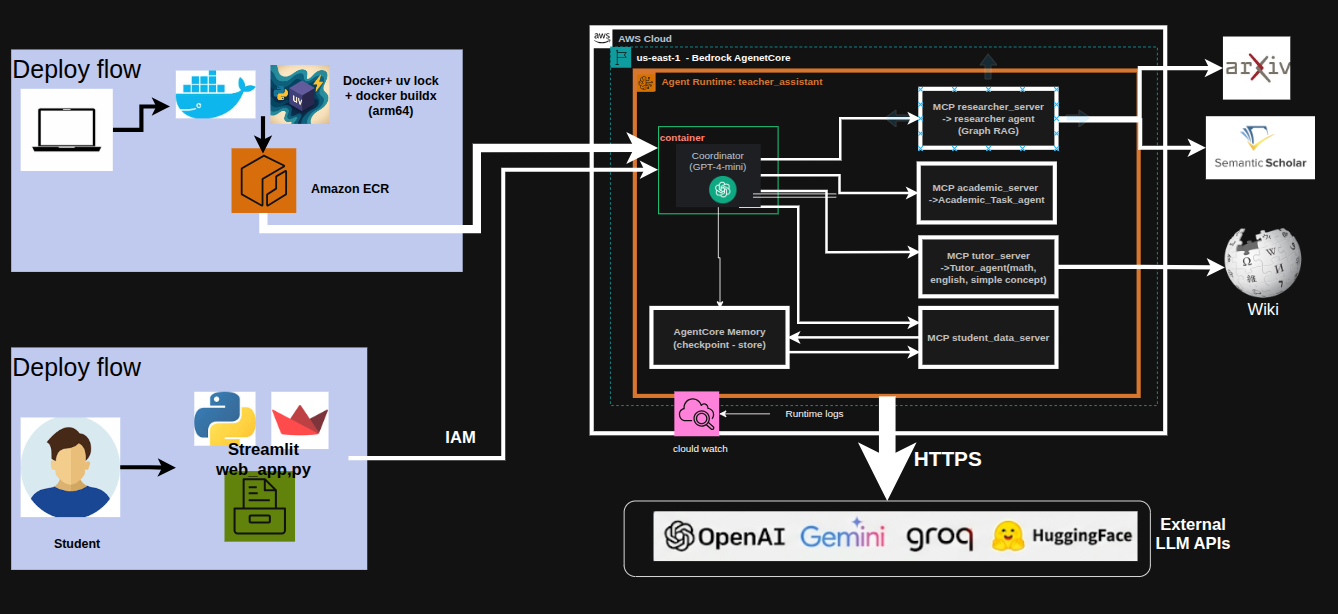 Deploy flow
uv
Docker+ uv lock
+ docker buildx
(arm64)
Amazon ECR
Deploy flow
Streamlit
web_app,py
Student
IAM
aws
AWS Cloud
us-east-1 - Bedrock AgenetCore
Agent Runtime: teacher_assistant
container
Coordinator
(GPT-4-mini)
MCP researcher_server
-> researcher agent
(Graph RAG)
MCP academic_server
->Academic_Task_agent
MCP tutor_server
->Tutor_agent(math,
english, simple concept)
AgentCore Memory
(checkpoint - store)
MCP student_data_server
Runtime logs
clould watch
HTTPS
arXiv
Semantic Scholar
Ω
W
И
7
Wiki
OpenAI
Gemini
groq
HuggingFace
External
LLM APIs